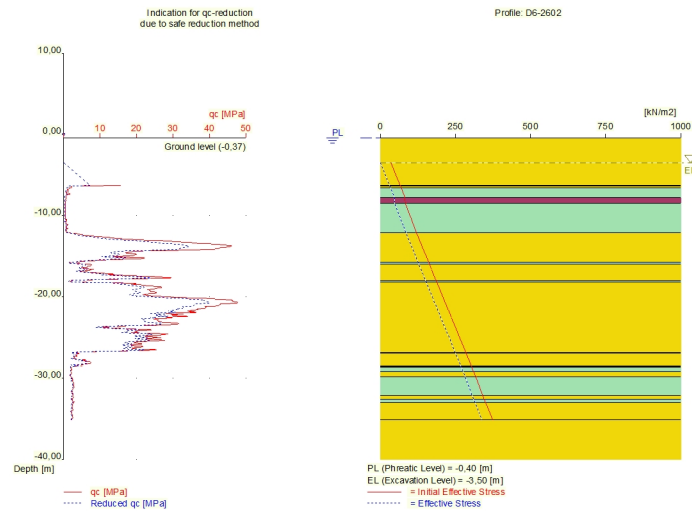 Indication for qc-reduction
due to safe reduction method
Profile: D6-2602
10,00
qc [MPa]
10 20 30 40 50
0,00
Ground level (-0,37)
-10,00
-20,00
-30,00
-40,00
Depth [m]
qc [MPa]
Reduced qc [MPa]
[kN/m2]
0 250 500 750 1000
PL
EL
PL (Phreatic Level) = -0,40 [m]
EL (Excavation Level) = -3,50 [m]
= Initial Effective Stress
= Effective Stress